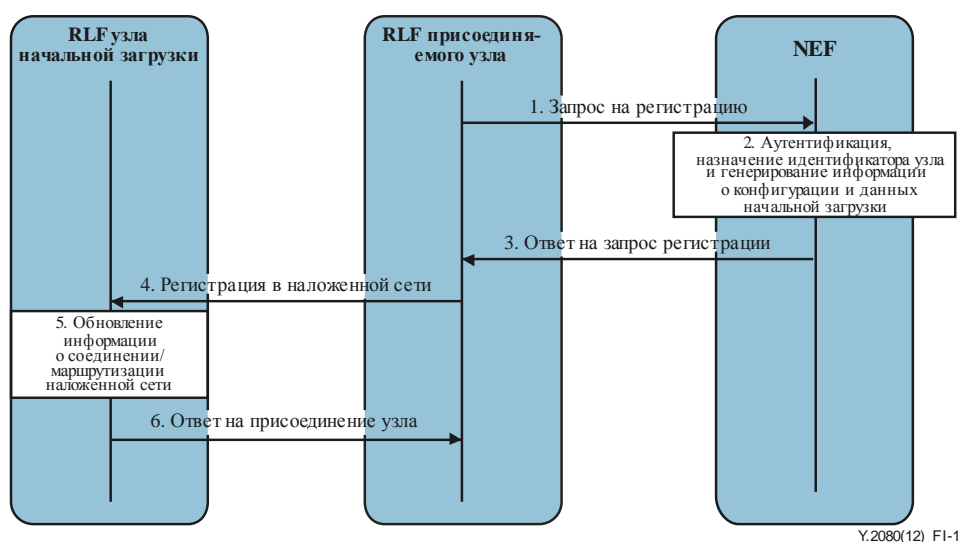 RLF узла
начальной загрузки
RLF присоединя-
емого узла
NEF
1. Запрос на регистрацию
2. Аутентификация,
назначение идентификатора узла
и генерирование информации
о конфигурации и данных
начальной загрузки
3. Ответ на запрос регистрации
4. Регистрация в наложенной сети
5. Обновление
информации
о соединении/
маршрутизации
наложенной сети
6. Ответ на присоединение узла
Y.2080(12)_FI-1